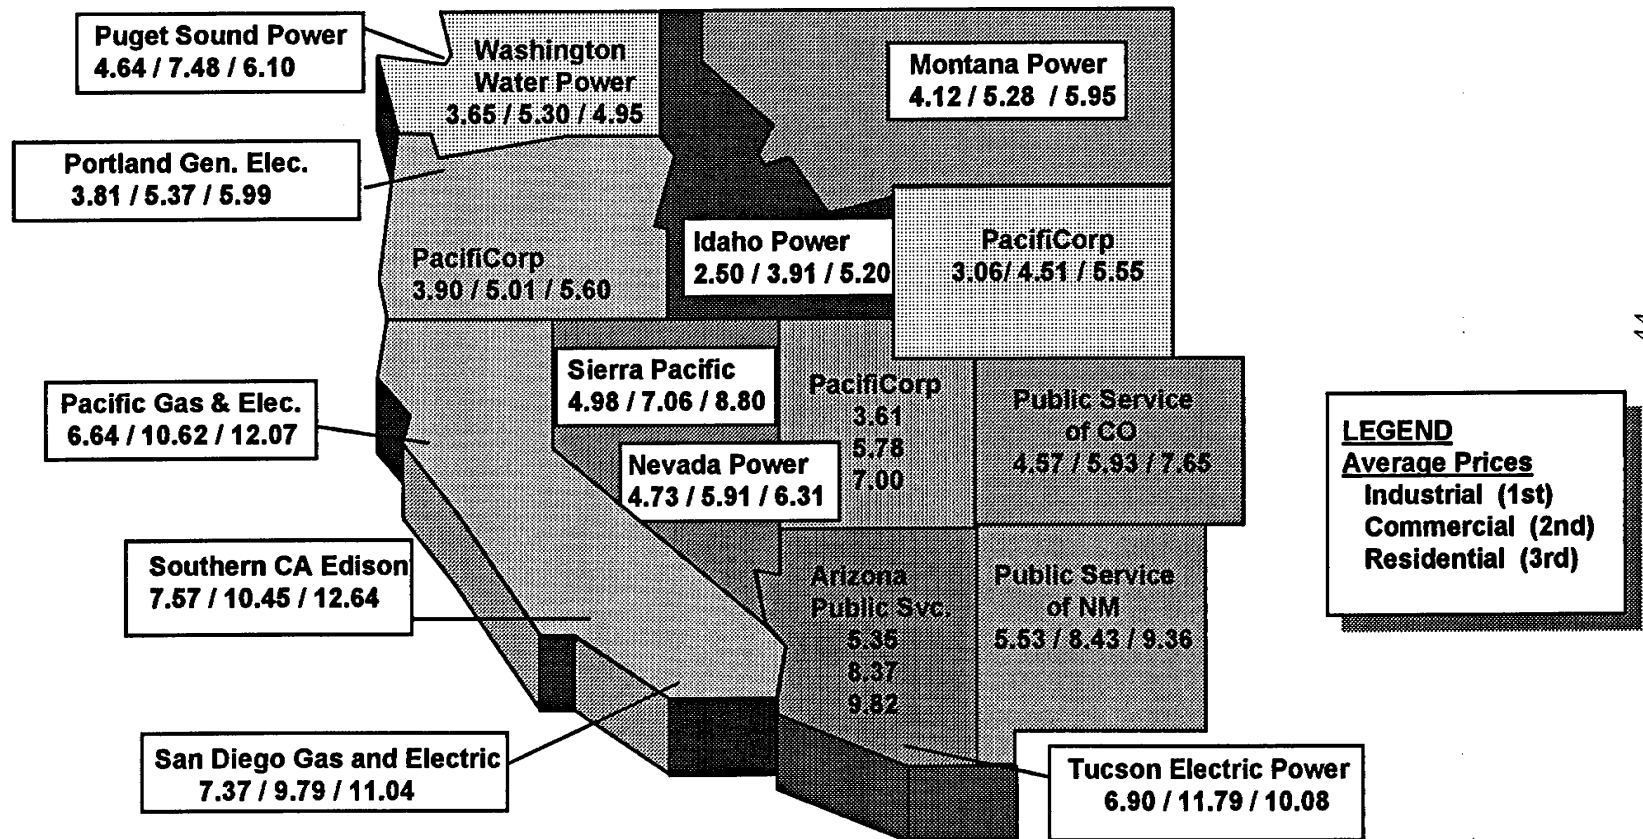 Puget Sound Power
4.64 / 7.48 / 6.10
Washington
Water Power
3.65 / 5.30 / 4.95
Montana Power
4.12 / 5.28 / 5.95
Portland Gen. Elec.
3.81 / 5.37 / 5.99
PacifiCorp
3.90 / 5.01 / 5.60
Idaho Power
2.50 / 3.91 / 5.20
PacifiCorp
3.06/ 4.51 / 5.55
44
Sierra Pacific
4.98 / 7.06 / 8.80
PacifiCorp
3.61
5.78
7.00
Public Service
of CO
4.57 / 5.93 / 7.65
Pacific Gas & Elec.
6.64 / 10.62 / 12.07
Nevada Power
4.73 / 5.91 / 6.31
LEGEND
Average Prices
Industrial (1st)
Commercial (2nd)
Residential (3rd)
Southern CA Edison
7.57 / 10.45 / 12.64
Arizona
Public Svc.
5.35
8.37
9.82
Public Service
of NM
5.53 / 8.43 / 9.36
San Diego Gas and Electric
7.37 / 9.79 / 11.04
Tucson Electric Power
6.90 / 11.79 / 10.08